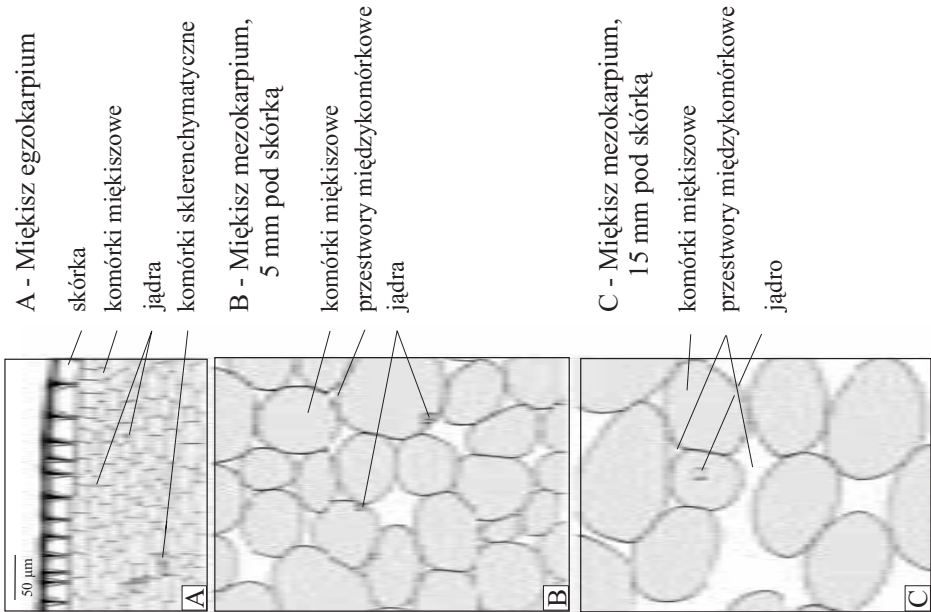 50 µm
A
A - Miękisz egzokarpium
skórka
komórki miękiszowe
jądra
komórki sklerenchymatyczne
B
B - Miękisz mezokarpium,
5 mm pod skórką
komórki miękiszowe
przestwory międzykomórkowe
jądra
C
C - Miękisz mezokarpium,
15 mm pod skórką
komórki miękiszowe
przestwory międzykomórkowe
jądro